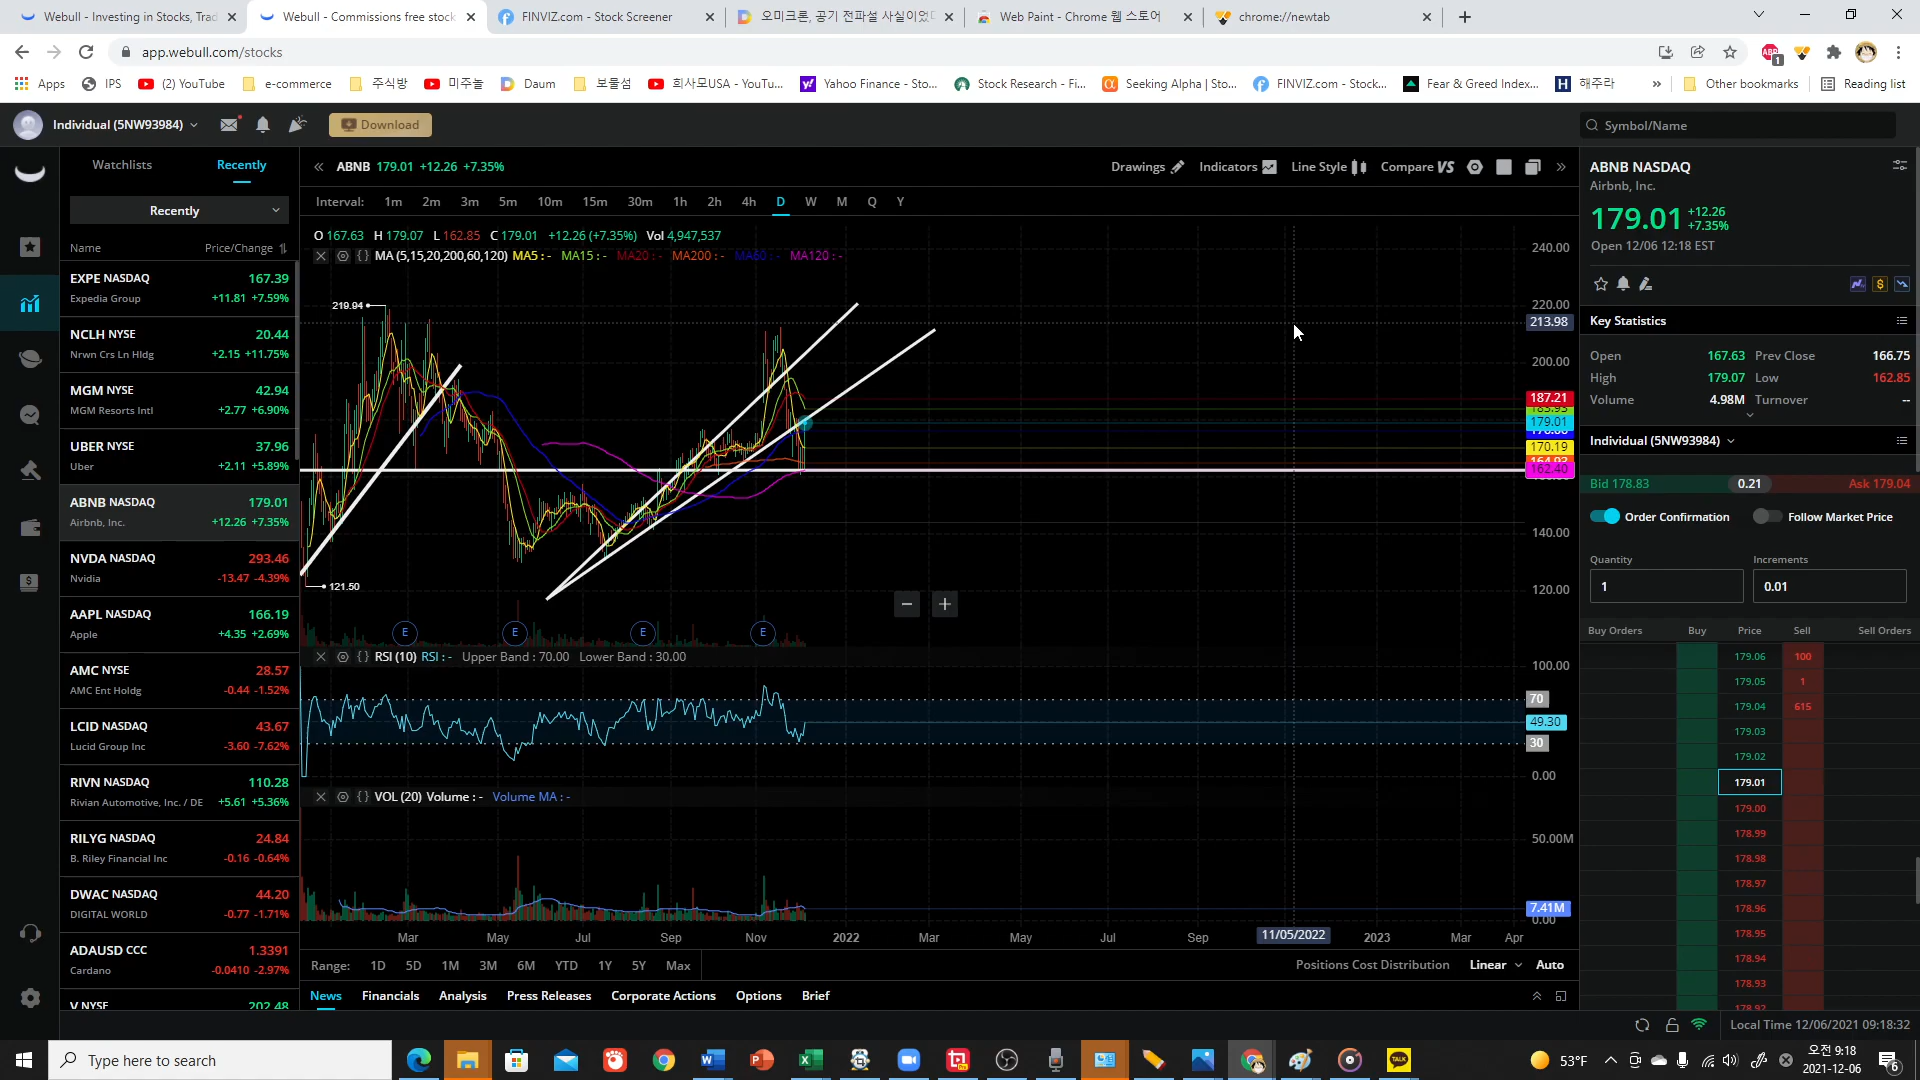 Webull - Investing in Stocks, Trad
Webull - Commissions free stock
FINVIZ.com - Stock Screener
오미크론, 공기 전파설 사실이었다
Web Paint - Chrome 웹 스토어
chrome://newtab
app.webull.com/stocks
Apps
IPS
(2) YouTube
e-commerce
주식방
미주놀
Daum
보물섬
희사모USA - YouTu...
Yahoo Finance - Sto...
Stock Research - Fi...
Seeking Alpha | Sto...
FINVIZ.com - Stock...
Fear & Greed Index...
해주라
Other bookmarks
Reading list
Individual (5NW93984)
Download
Symbol/Name
Watchlists
Recently
Recently
Name
Price/Change
EXPE NASDAQ 167.39
Expedia Group +11.81 +7.59%
NCLH NYSE 20.44
Nrwn Crs Ln Hldg +2.15 +11.75%
MGM NYSE 42.94
MGM Resorts Intl +2.77 +6.90%
UBER NYSE 37.96
Uber +2.11 +5.89%
ABNB NASDAQ 179.01
Airbnb, Inc. +12.26 +7.35%
NVDA NASDAQ 293.46
Nvidia -13.47 -4.39%
AAPL NASDAQ 166.19
Apple +4.35 +2.69%
AMC NYSE 28.57
AMC Ent Holdg -0.44 -1.52%
LCID NASDAQ 43.67
Lucid Group Inc -3.60 -7.62%
RIVN NASDAQ 110.28
Rivian Automotive, Inc. / DE +5.61 +5.36%
RILYG NASDAQ 24.84
B. Riley Financial Inc -0.16 -0.64%
DWAC NASDAQ 44.20
DIGITAL WORLD -0.77 -1.71%
ADAUSD CCC 1.3391
Cardano -0.0410 -2.97%
V NYSE 202.48
ABNB 179.01 +12.26 +7.35%
Drawings
Indicators
Line Style
Compare VS
Interval: 1m 2m 3m 5m 10m 15m 30m 1h 2h 4h D W M Q Y
O 167.63 H 179.07 L 162.85 C 179.01 +12.26 (+7.35%) Vol 4,947,537
MA (5,15,20,200,60,120) MA5 : - MA15 : - MA20 : - MA200 : - MA60 : - MA120 : -
219.94
121.50
240.00
220.00
213.98
200.00
187.21
179.01
170.19
162.40
140.00
120.00
E
E
E
E
RSI (10) RSI : - Upper Band : 70.00 Lower Band : 30.00
100.00
70
49.30
30
0.00
VOL (20) Volume : - Volume MA : -
50.00M
7.41M
0.00
Mar May Jul Sep Nov 2022 Mar May Jul Sep 11/05/2022 2023 Mar Apr
Range: 1D 5D 1M 3M 6M YTD 1Y 5Y Max
Positions Cost Distribution
Linear
Auto
News Financials Analysis Press Releases Corporate Actions Options Brief
ABNB NASDAQ
Airbnb, Inc.
179.01 +12.26
+7.35%
Open 12/06 12:18 EST
Key Statistics
Open 167.63 Prev Close 166.75
High 179.07 Low 162.85
Volume 4.98M Turnover --
Individual (5NW93984)
Bid 178.83 0.21 Ask 179.04
Order Confirmation
Follow Market Price
Quantity
Increments
1
0.01
Buy Orders Buy Price Sell Sell Orders
179.06 100
179.05 1
179.04 615
179.03
179.02
179.01
179.00
178.99
178.98
178.97
178.96
178.95
178.94
178.93
178.92
Local Time 12/06/2021 09:18:32
Type here to search
53°F
오전 9:18
2021-12-06
6